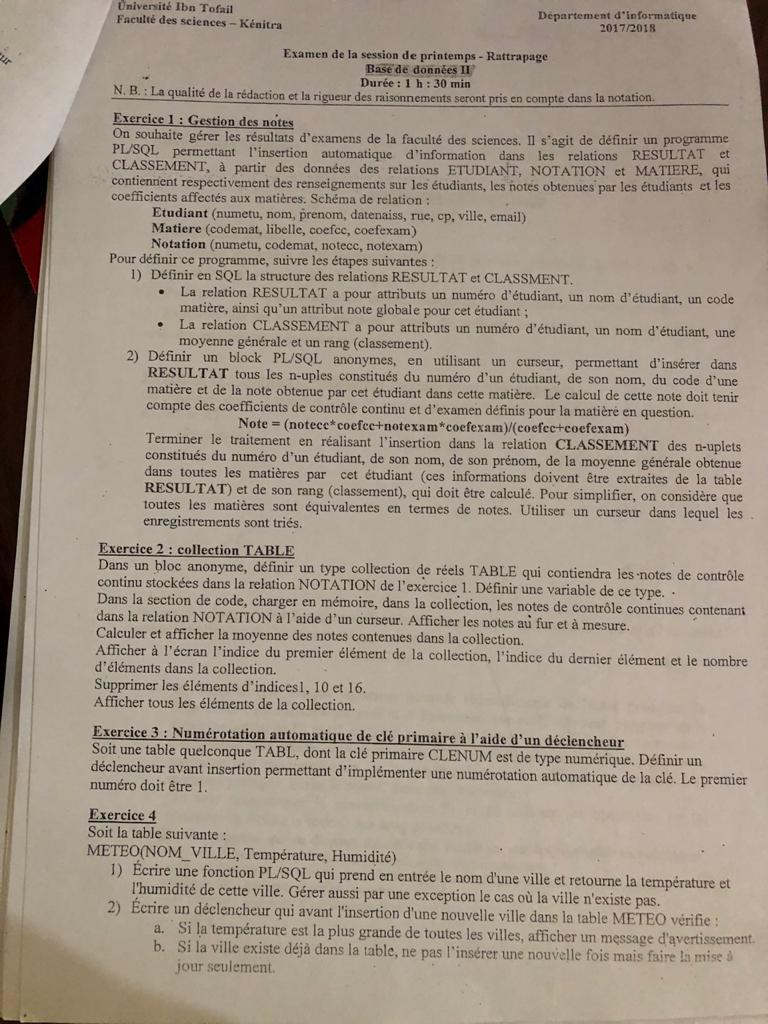 Université Ibn Tofail
Faculté des sciences – Kénitra
Département d'informatique
2017/2018
Examen de la session de printemps - Rattrapage
Base de données II
Durée : 1 h : 30 min
N. B. : La qualité de la rédaction et la rigueur des raisonnements seront pris en compte dans la notation.
Exercice 1 : Gestion des notes
On souhaite gérer les résultats d'examens de la faculté des sciences. Il s'agit de définir un programme
PL/SQL permettant l'insertion automatique d'information dans les relations RESULTAT et
CLASSEMENT, à partir des données des relations ETUDIANT, NOTATION et MATIERE, qui
contiennent respectivement des renseignements sur les étudiants, les notes obtenues par les étudiants et les
coefficients affectés aux matières. Schéma de relation :
Etudiant (numetu, nom, prenom, datenaiss, rue, cp, ville, email)
Matiere (codemat, libelle, coefcc, coefexam)
Notation (numetu, codemat, notecc, notexam)
Pour définir ce programme, suivre les étapes suivantes :
1) Définir en SQL la structure des relations RESULTAT et CLASSMENT.
• La relation RESULTAT a pour attributs un numéro d'étudiant, un nom d'étudiant, un code
matière, ainsi qu'un attribut note globale pour cet étudiant ;
• La relation CLASSEMENT a pour attributs un numéro d'étudiant, un nom d'étudiant, une
moyenne générale et un rang (classement).
2) Définir un block PL/SQL anonymes, en utilisant un curseur, permettant d'insérer dans
RESULTAT tous les n-uples constitués du numéro d'un étudiant, de son nom, du code d'une
matière et de la note obtenue par cet étudiant dans cette matière. Le calcul de cette note doit tenir
compte des coefficients de contrôle continu et d'examen définis pour la matière en question.
Note = (notecc*coefcc+notexam*coefexam)/(coefcc+coefexam)
Terminer le traitement en réalisant l'insertion dans la relation CLASSEMENT des n-uplets
constitués du numéro d'un étudiant, de son nom, de son prénom, de la moyenne générale obtenue
dans toutes les matières par cet étudiant (ces informations doivent être extraites de la table
RESULTAT) et de son rang (classement), qui doit être calculé. Pour simplifier, on considère que
toutes les matières sont équivalentes en termes de notes. Utiliser un curseur dans lequel les
enregistrements sont triés.
Exercice 2 : collection TABLE
Dans un bloc anonyme, définir un type collection de réels TABLE qui contiendra les notes de contrôle
continu stockées dans la relation NOTATION de l'exercice 1. Définir une variable de ce type.
Dans la section de code, charger en mémoire, dans la collection, les notes de contrôle continues contenant
dans la relation NOTATION à l'aide d'un curseur. Afficher les notes au fur et à mesure.
Calculer et afficher la moyenne des notes contenues dans la collection.
Afficher à l'écran l'indice du premier élément de la collection, l'indice du dernier élément et le nombre
d'éléments dans la collection.
Supprimer les éléments d'indices1, 10 et 16.
Afficher tous les éléments de la collection.
Exercice 3 : Numérotation automatique de clé primaire à l'aide d'un déclencheur
Soit une table quelconque TABL, dont la clé primaire CLENUM est de type numérique. Définir un
déclencheur avant insertion permettant d'implémenter une numérotation automatique de la clé. Le premier
numéro doit être 1.
Exercice 4
Soit la table suivante :
METEO(NOM_VILLE, Température, Humidité)
1) Écrire une fonction PL/SQL qui prend en entrée le nom d'une ville et retourne la température et
l'humidité de cette ville. Gérer aussi par une exception le cas où la ville n'existe pas.
2) Écrire un déclencheur qui avant l'insertion d'une nouvelle ville dans la table METEO vérifie :
a. Si la température est la plus grande de toutes les villes, afficher un message d'avertissement.
b. Si la ville existe déjà dans la table, ne pas l'insérer une nouvelle fois mais faire la mise à
jour seulement.